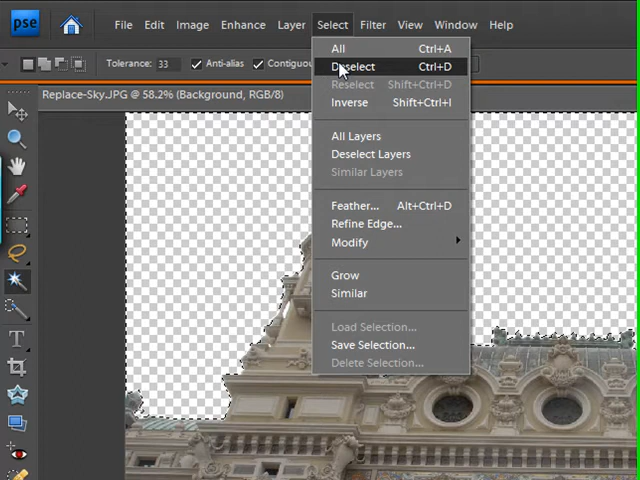 pse File Edit Image Enhance Layer Select Filter View Window Help
Tolerance: 33 Anti-alias Contiguou
Replace-Sky.JPG @ 58.2% (Background, RGB/8)
All Ctrl+A
Deselect Ctrl+D
Reselect Shift+Ctrl+D
Inverse Shift+Ctrl+I
All Layers
Deselect Layers
Similar Layers
Feather... Alt+Ctrl+D
Refine Edge...
Modify
Grow
Similar
Load Selection...
Save Selection...
Delete Selection...
T